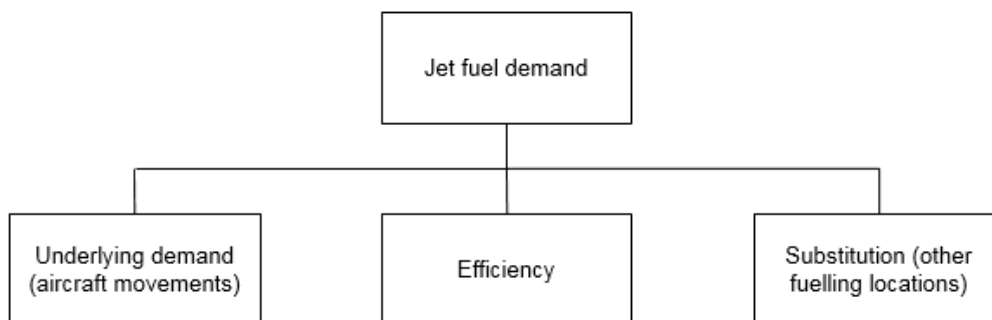 Jet fuel demand
Underlying demand
(aircraft movements)
Efficiency
Substitution (other
fuelling locations)